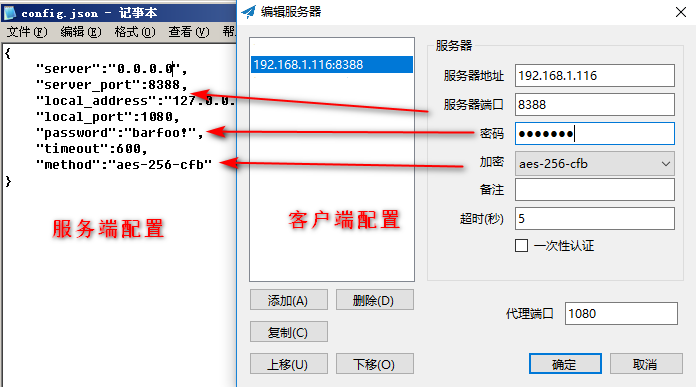 config.json - 记事本
文件(F) 编辑(E) 格式(O) 查看(V) 帮
{
"server":"0.0.0.0",
"server_port":8388,
"local_address":"127.0.0.
"local_port":1080,
"password":"barfoo!",
"timeout":600,
"method":"aes-256-cfb"
}
服务端配置
编辑服务器
192.168.1.116:8388
客户端配置
服务器
服务器地址 192.168.1.116
服务器端口 8388
密码 ●●●●●●●
加密 aes-256-cfb
备注
超时(秒) 5
一次性认证
添加(A) 删除(D)
代理端口 1080
复制(C)
上移(U) 下移(O)
确定 取消